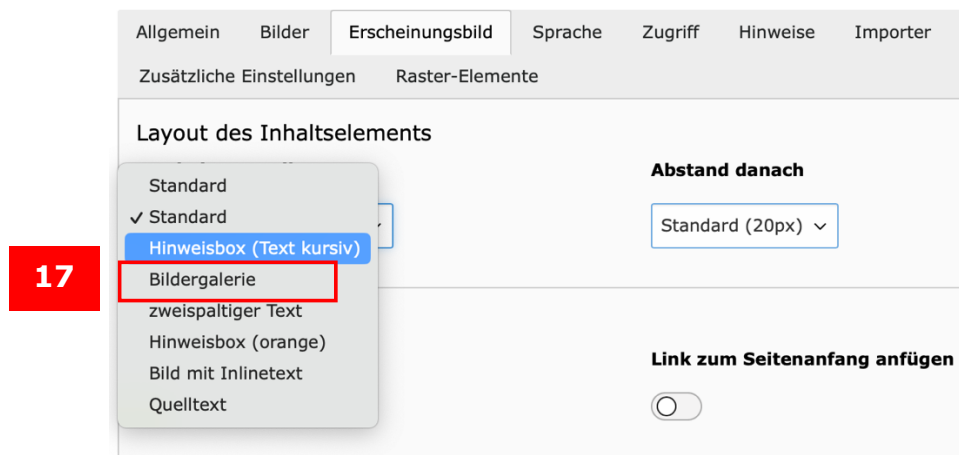 Allgemein Bilder Erscheinungsbild Sprache Zugriff Hinweise Importer
Zusätzliche Einstellungen Raster-Elemente
Layout des Inhaltselements
Abstand danach
Standard (20px)
Standard
Standard
Hinweisbox (Text kursiv)
17
Bildergalerie
zweispaltiger Text
Hinweisbox (orange)
Bild mit Inlinetext
Quelltext
Link zum Seitenanfang anfügen